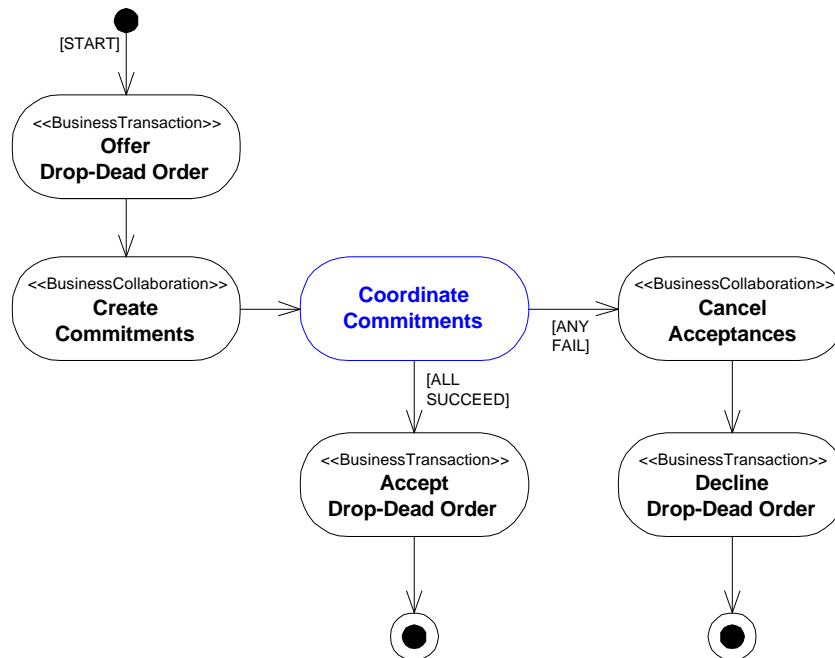 [START]
<<BusinessTransaction>>
Offer
Drop-Dead Order
<<BusinessCollaboration>>
Create
Commitments
Coordinate
Commitments
[ANY
FAIL]
<<BusinessCollaboration>>
Cancel
Acceptances
[ALL
SUCCEED]
<<BusinessTransaction>>
Accept
Drop-Dead Order
<<BusinessTransaction>>
Decline
Drop-Dead Order